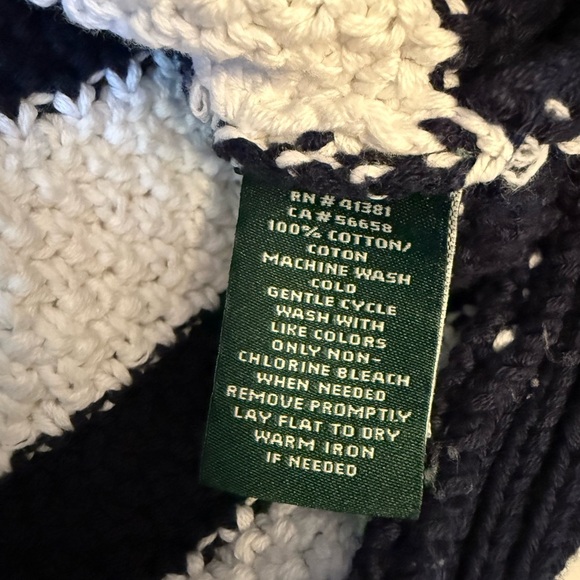 RN # 41381
CA # 56658
100% COTTON/
COTON
MACHINE WASH
COLD
GENTLE CYCLE
WASH WITH
LIKE COLORS
ONLY NON-
CHLORINE BLEACH
WHEN NEEDED
REMOVE PROMPTLY
LAY FLAT TO DRY
WARM IRON
IF NEEDED